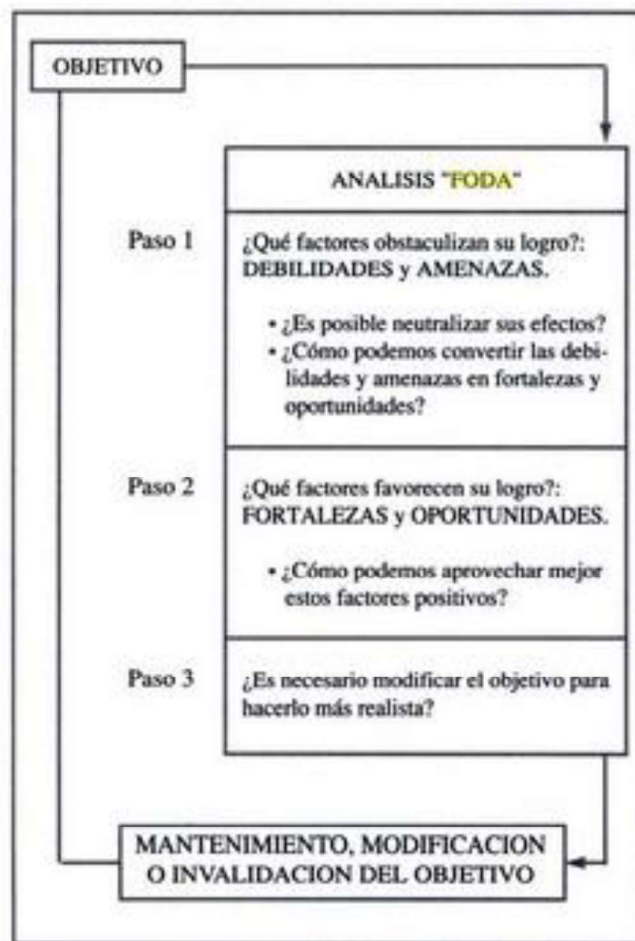 OBJETIVO
ANALISIS "FODA"
Paso 1
¿Qué factores obstaculizan su logro?:
DEBILIDADES y AMENAZAS.
• ¿Es posible neutralizar sus efectos?
• ¿Cómo podemos convertir las debi-
lidades y amenazas en fortalezas y
oportunidades?
Paso 2
¿Qué factores favorecen su logro?:
FORTALEZAS y OPORTUNIDADES.
• ¿Cómo podemos aprovechar mejor
estos factores positivos?
Paso 3
¿Es necesario modificar el objetivo para
hacerlo más realista?
MANTENIMIENTO, MODIFICACION
O INVALIDACION DEL OBJETIVO